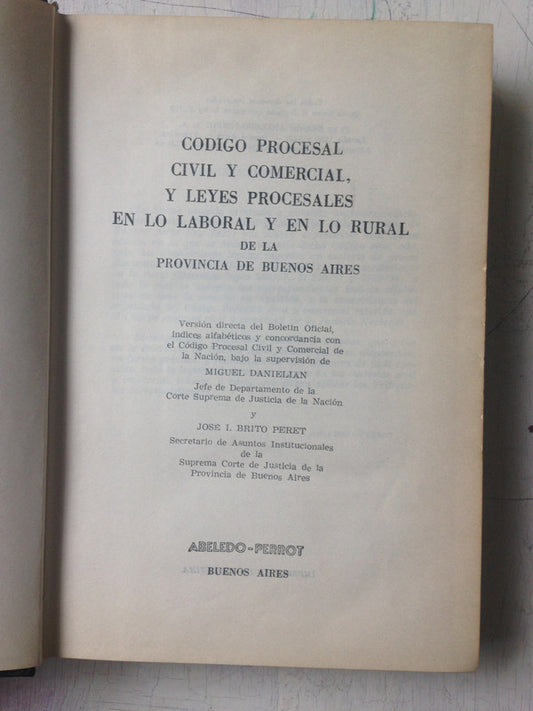 CODIGO PROCESAL
CIVIL Y COMERCIAL,
Y LEYES PROCESALES
EN LO LABORAL Y EN LO RURAL
DE LA
PROVINCIA DE BUENOS AIRES
Versión directa del Boletín Oficial,
índices alfabéticos y concordancia con
el Código Procesal Civil y Comercial de
la Nación, bajo la supervisión de
MIGUEL DANIELIAN
Jefe de Departamento de la
Corte Suprema de Justicia de la Nación
y
JOSÉ I. BRITO PERET
Secretario de Asuntos Institucionales
de la
Suprema Corte de Justicia de la
Provincia de Buenos Aires
ABELEDO-PERROT
BUENOS AIRES